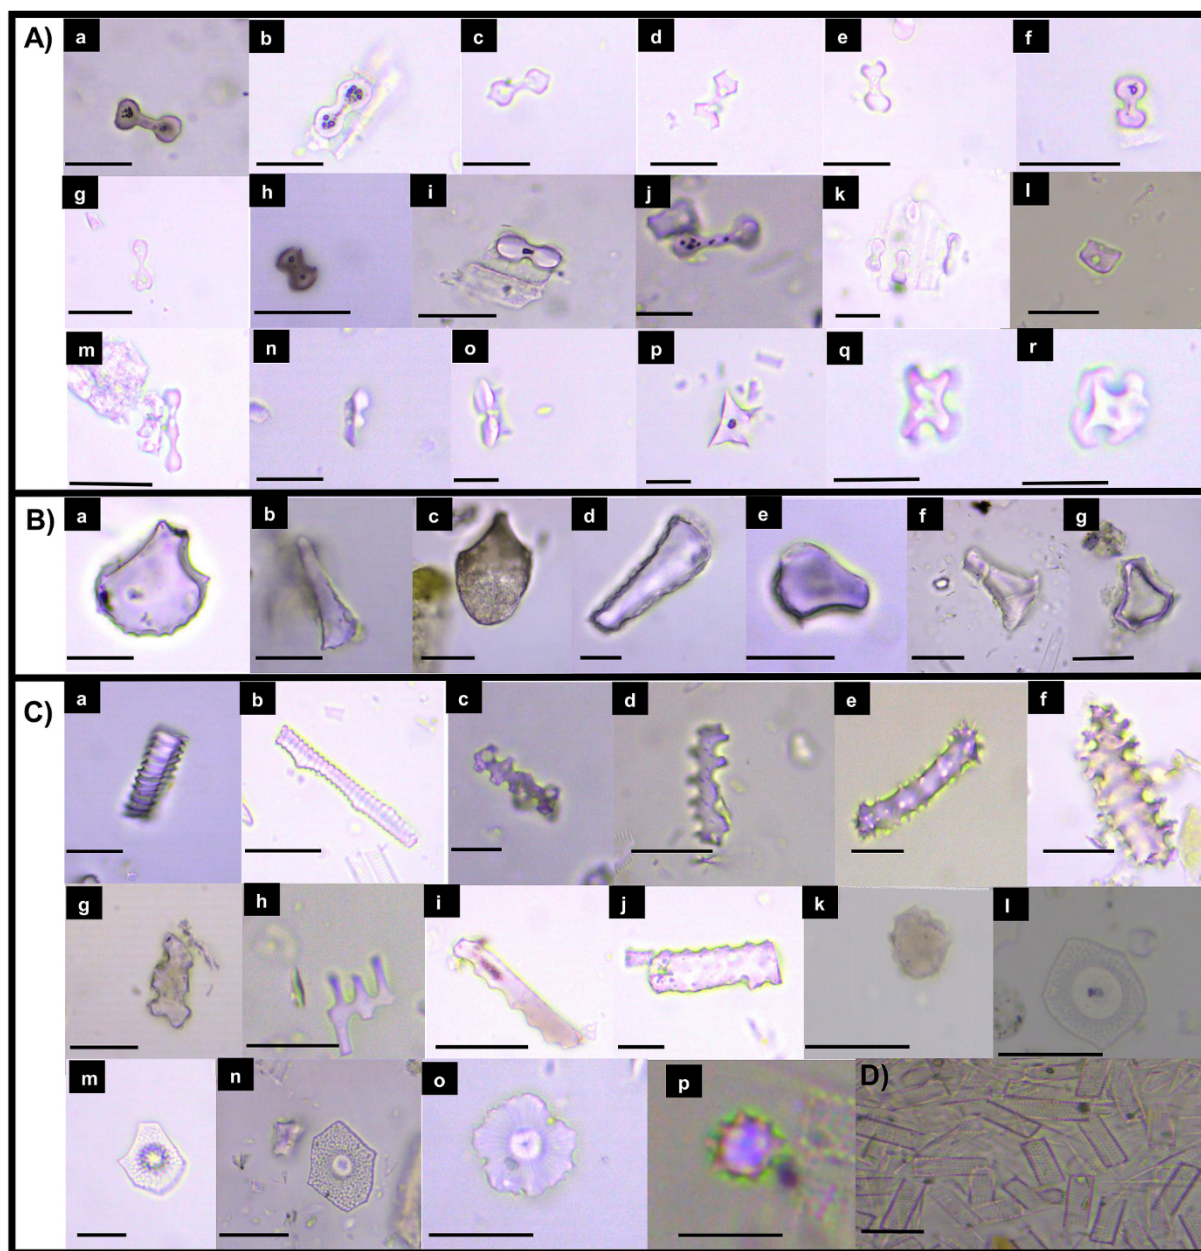 A) a b c d e f
g h i j k l
m n o p q r
B) a b c d e f g
C) a b c d e f
g h i j k l
m n o p D)